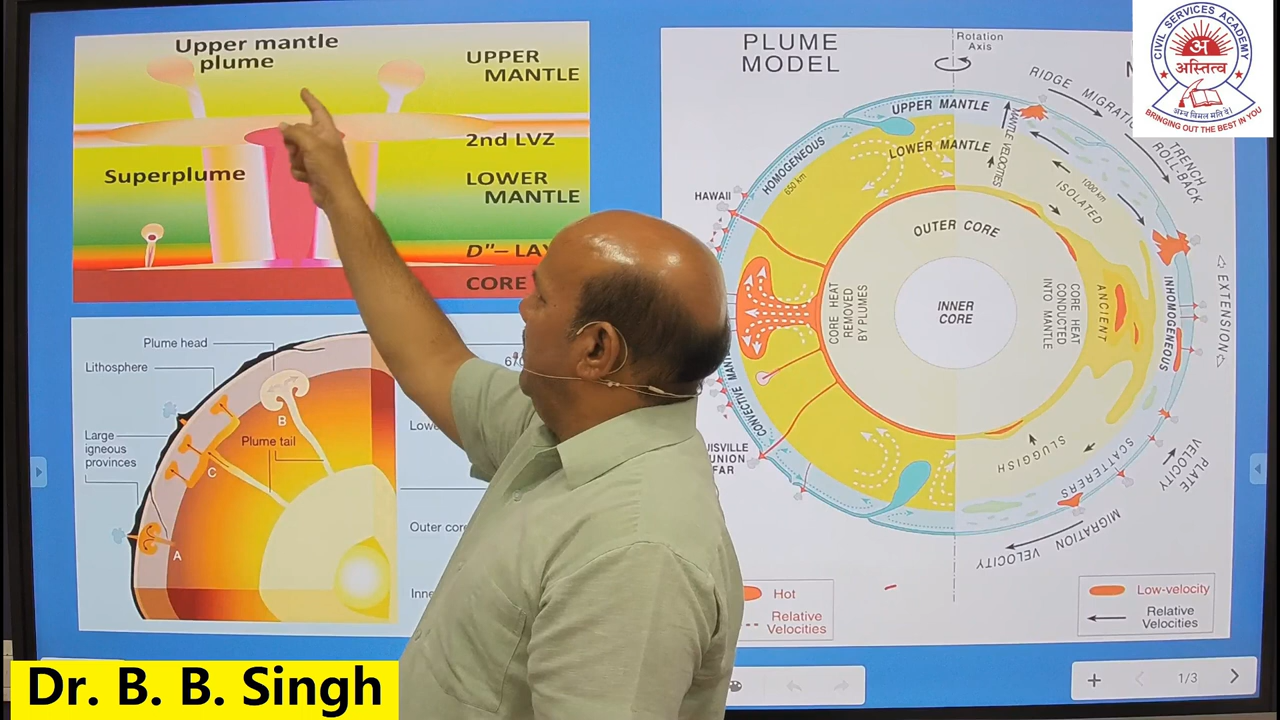 Upper mantle
plume
UPPER
MANTLE
2nd LVZ
Superplume
LOWER
MANTLE
D"– LA
CORE
Plume head
Lithosphere
Large
igneous
provinces
Plume tail
B
C
A
Outer
PLUME
MODEL
Rotation
Axis
UPPER MANTLE
LOWER MANTLE
HOMOGENEOUS
650 km
HAWAII
OUTER CORE
INNER
CORE
CORE HEAT
REMOVED
BY PLUMES
CORE HEAT
CONDUCTED
INTO MANTLE
CONVECTIVE
MANTLE VELOCITIES
RIDGE
TRENCH
ROLL-BACK
1000 km
ISOLATED
ANCIENT
INHOMOGENEOUS
EXTENSION
SLUGGISH
SCATTERERS
PLATE
VELOCITY
MIGRATION VELOCITY
Hot
Relative
Velocities
Low-velocity
Relative
Velocities
1/3
CIVIL SERVICES ACADEMY
अ
अस्तित्व
BRINGING OUT THE BEST IN YOU
Dr. B. B. Singh